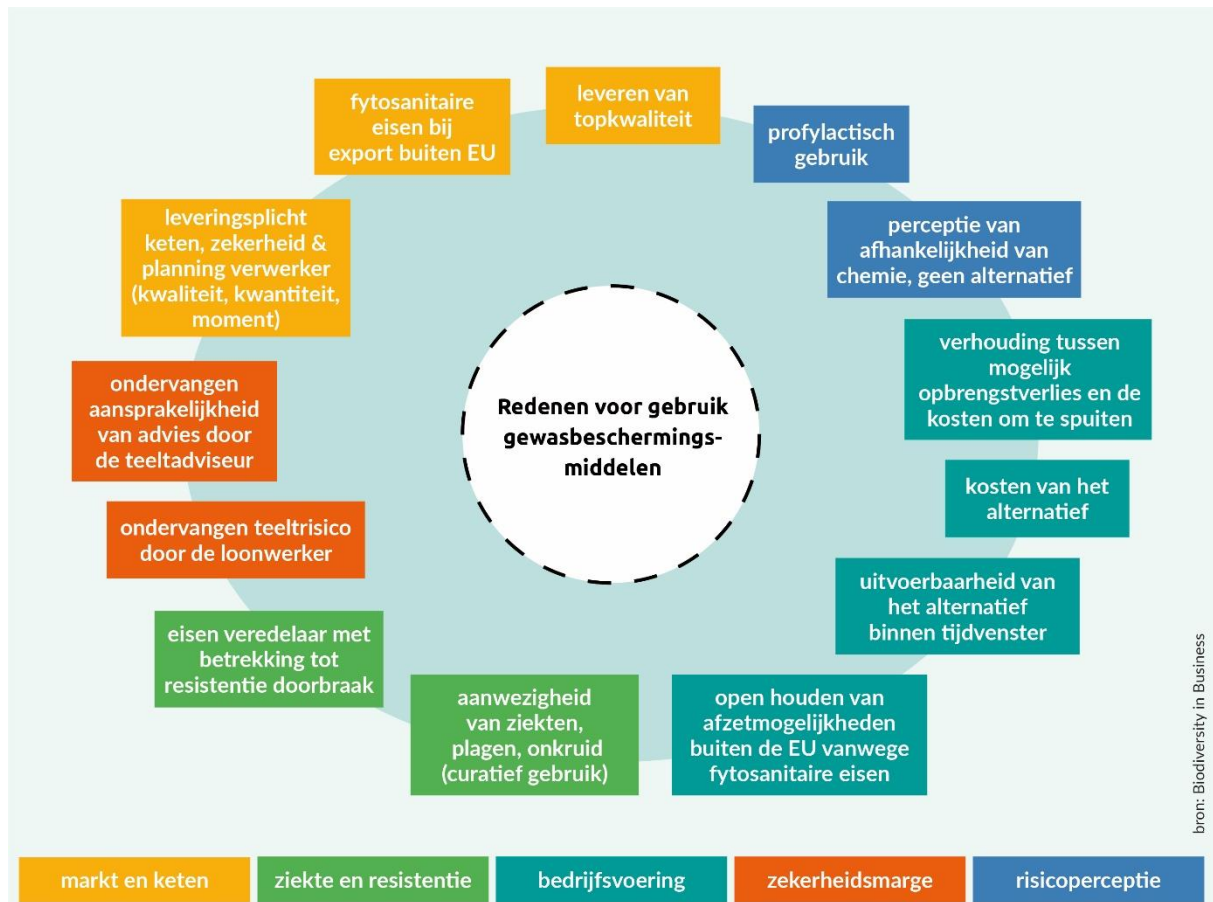 Redenen voor gebruik
gewasbeschermings-
middelen
leveren van
topkwaliteit
profylactisch
gebruik
perceptie van
afhankelijkheid van
chemie, geen alternatief
verhouding tussen
mogelijk
opbrengstverlies en de
kosten om te spuiten
kosten van het
alternatief
uitvoerbaarheid van
het alternatief
binnen tijdvenster
open houden van
afzetmogelijkheden
buiten de EU vanwege
fytosanitaire eisen
aanwezigheid
van ziekten,
plagen, onkruid
(curatief gebruik)
eisen veredelaar met
betrekking tot
resistentie doorbraak
ondervangen teeltrisico
door de loonwerker
ondervangen
aansprakelijkheid
van advies door
de teeltadviseur
leveringsplicht
keten, zekerheid &
planning verwerker
(kwaliteit, kwantiteit,
moment)
fytosanitaire
eisen bij
export buiten EU
bron: Biodiversity in Business
markt en keten
ziekte en resistentie
bedrijfsvoering
zekerheidsmarge
risicoperceptie